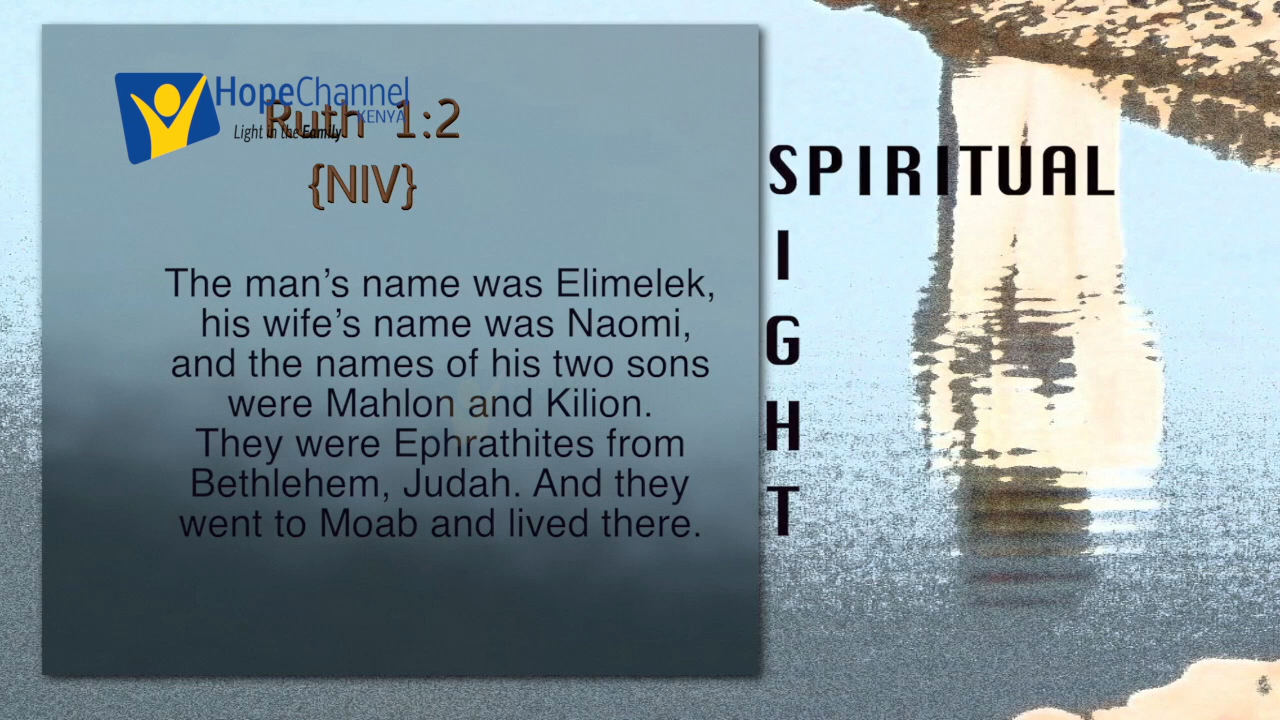 HopeChannel
KENYA
Light in the Family
Ruth 1:2
{NIV}
The man’s name was Elimelek,
his wife’s name was Naomi,
and the names of his two sons
were Mahlon and Kilion.
They were Ephrathites from
Bethlehem, Judah. And they
went to Moab and lived there.
SPIRITUAL
I
G
H
T